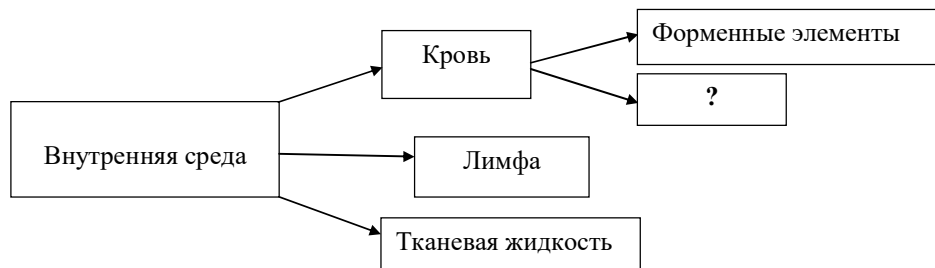 Форменные элементы
Кровь
?
Внутренняя среда
Лимфа
Тканевая жидкость